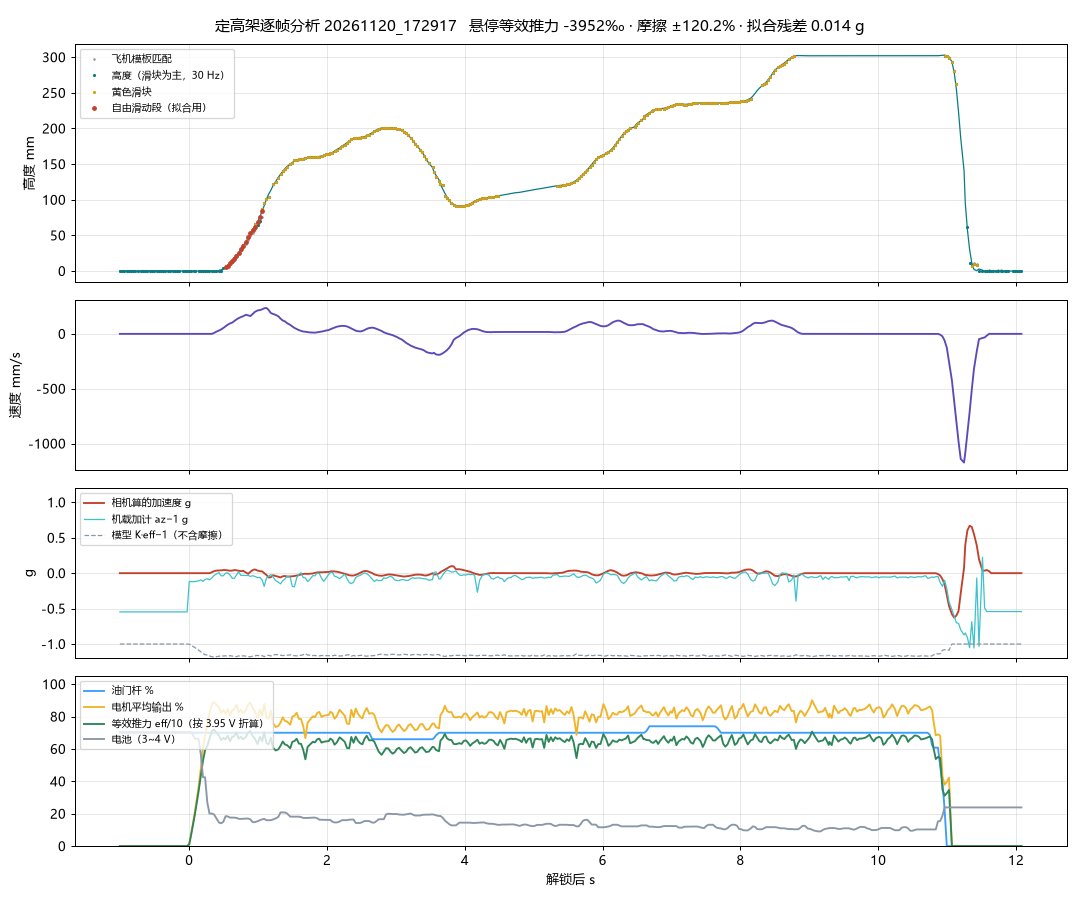 定高架逐帧分析 20261120_172917 悬停等效推力 -3952‰ · 摩擦 ±120.2% · 拟合残差 0.014 g
飞机模板匹配
高度（滑块为主，30 Hz）
黄色滑块
自由滑动段（拟合用）
高度 mm
300
250
200
150
100
50
0
速度 mm/s
0
-500
-1000
相机算的加速度 g
机载加计 az−1 g
模型 K·eff−1（不含摩擦）
g
1.0
0.5
0.0
-0.5
-1.0
油门杆 %
电机平均输出 %
等效推力 eff/10（按 3.95 V 折算）
电池（3~4 V）
100
80
60
40
20
0
0 2 4 6 8 10 12
解锁后 s